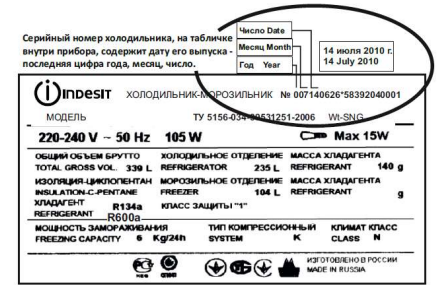 Серийный номер холодильника, на табличке
внутри прибора, содержит дату его выпуска -
последняя цифра года, месяц, число.
Число Date
Месяц Month
Год Year
14 июля 2010 г.
14 July 2010
INDESIT ХОЛОДИЛЬНИК-МОРОЗИЛЬНИК № 007140626*58392040001
МОДЕЛЬ ТУ 5156-034-00531251-2006 WI-SNG
220-240 V ~ 50 Hz 105 W Max 15W
ОБЩИЙ ОБЪЕМ БРУТТО ХОЛОДИЛЬНОЕ ОТДЕЛЕНИЕ МАССА ХЛАДАГЕНТА
TOTAL GROSS VOL. 339 L REFRIGERATOR 235 L REFRIGERANT 140 g
ИЗОЛЯЦИЯ-ЦИКЛОПЕНТАН МОРОЗИЛЬНОЕ ОТДЕЛЕНИЕ МАССА ХЛАДАГЕНТА
INSULATION-C-PENTANE FREEZER 104 L REFRIGERANT g
ХЛАДАГЕНТ R134a КЛАСС ЗАЩИТЫ "1"
REFRIGERANT R600a
МОЩНОСТЬ ЗАМОРАЖИВАНИЯ ТИП КОМПРЕССИОННЫЙ КЛИМАТ КЛАСС
FREEZING CAPACITY 6 Kg/24h SYSTEM K CLASS N
ИЗГОТОВЛЕНО В РОССИИ
MADE IN RUSSIA